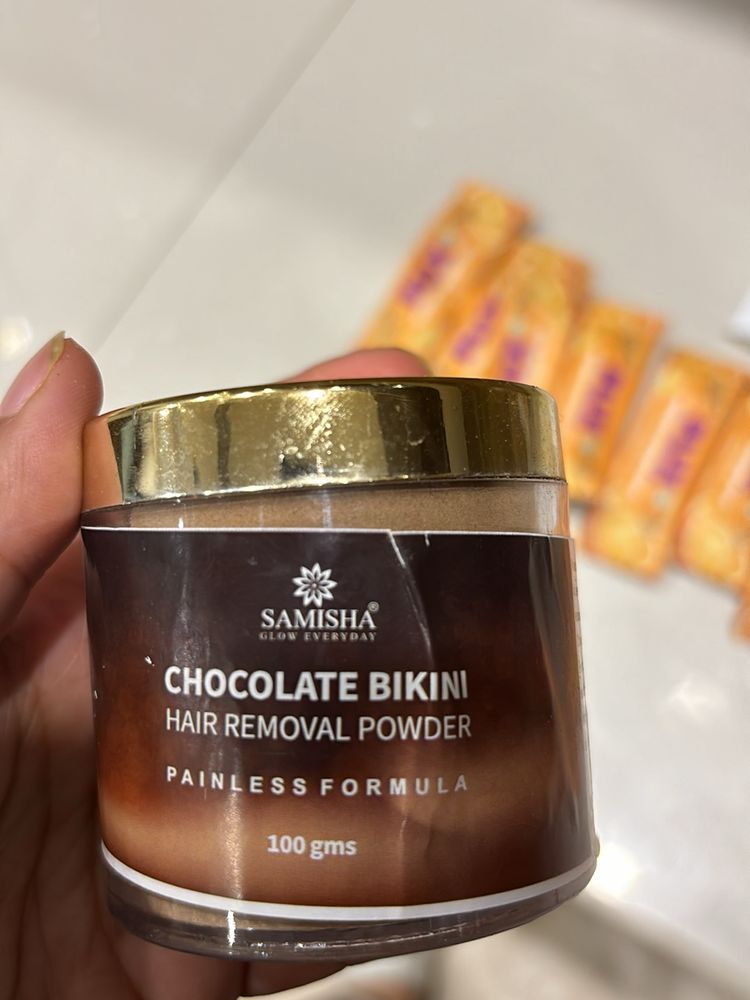 SAMISHA®
GLOW EVERYDAY
CHOCOLATE BIKINI
HAIR REMOVAL POWDER
PAINLESS FORMULA
100 gms